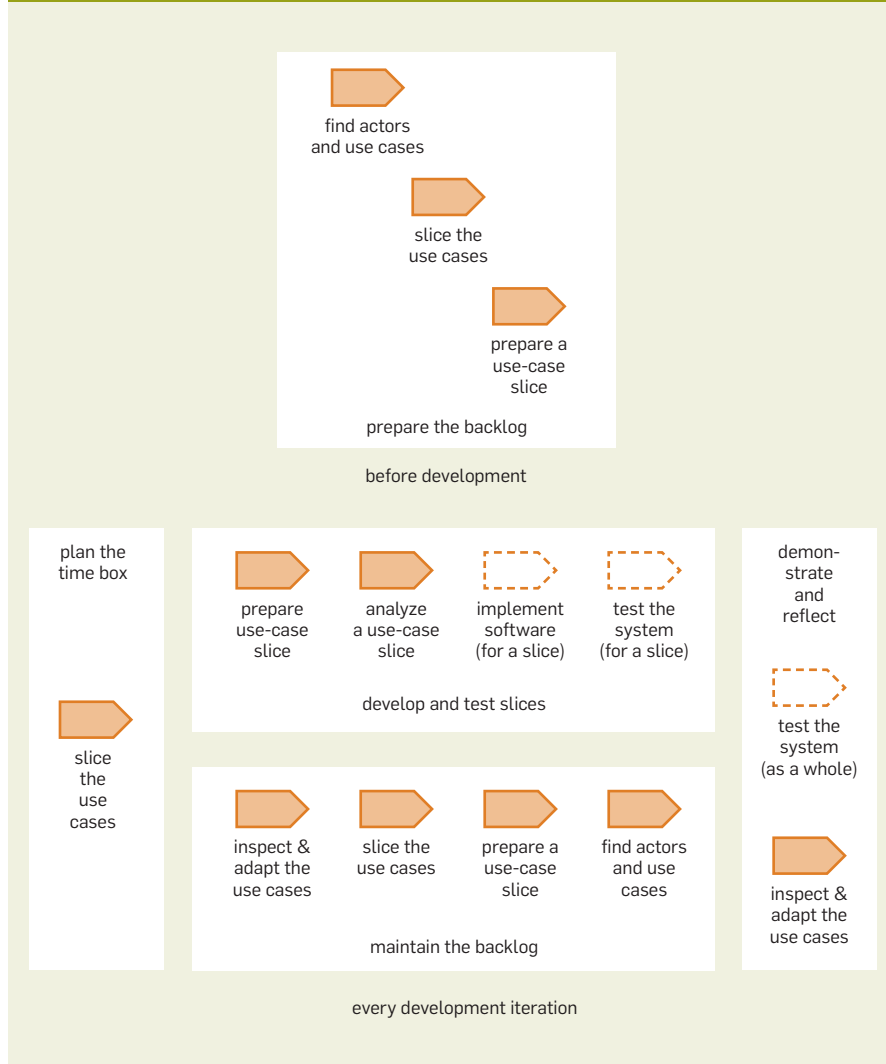 find actors
and use cases
slice the
use cases
prepare a
use-case
slice
prepare the backlog
before development
plan the
time box
slice
the
use
cases
prepare
use-case
slice
analyze
a use-case
slice
implement
software
(for a slice)
test the
system
(for a slice)
develop and test slices
inspect &
adapt the
use cases
slice the
use cases
prepare a
use-case
slice
find actors
and use
cases
maintain the backlog
demon-
strate
and
reflect
test the
system
(as a whole)
inspect &
adapt the
use cases
every development iteration